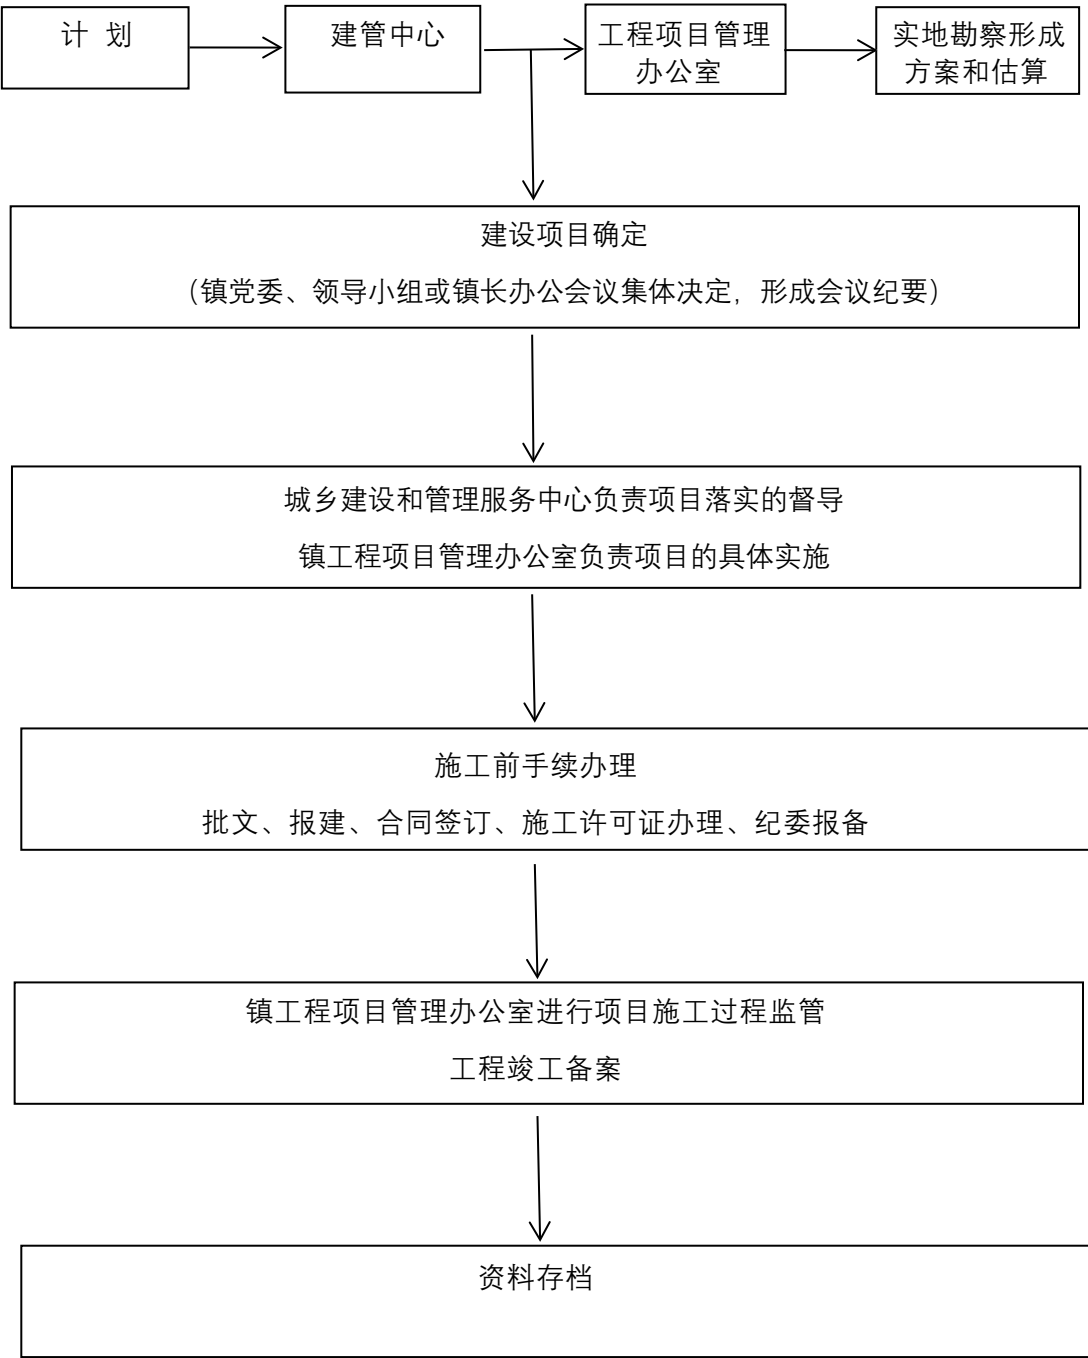 计 划
建管中心
工程项目管理
办公室
实地勘察形成
方案和估算
建设项目确定
（镇党委、领导小组或镇长办公会议集体决定，形成会议纪要）
城乡建设和管理服务中心负责项目落实的督导
镇工程项目管理办公室负责项目的具体实施
施工前手续办理
批文、报建、合同签订、施工许可证办理、纪委报备
镇工程项目管理办公室进行项目施工过程监管
工程竣工备案
资料存档